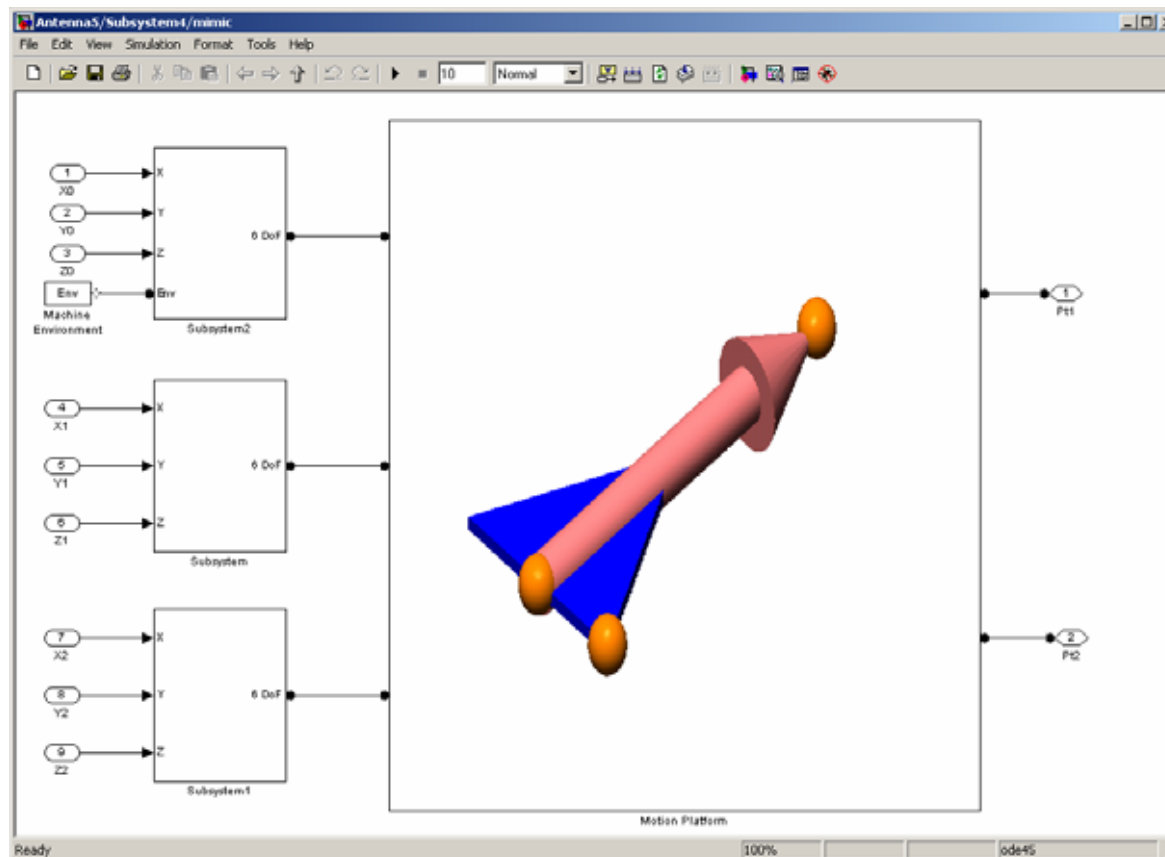 Antenna5/Subsystem4/mimic
File Edit View Simulation Format Tools Help
10 Normal
1
X0
2
Y0
3
Z0
Env
Machine
Environment
X
Y
Z
Env
6 DoF
Subsystem2
4
X1
5
Y1
6
Z1
X
Y
Z
6 DoF
Subsystem
7
X2
8
Y2
9
Z2
X
Y
Z
6 DoF
Subsystem1
Motion Platform
1
Pt1
2
Pt2
Ready 100% ode45